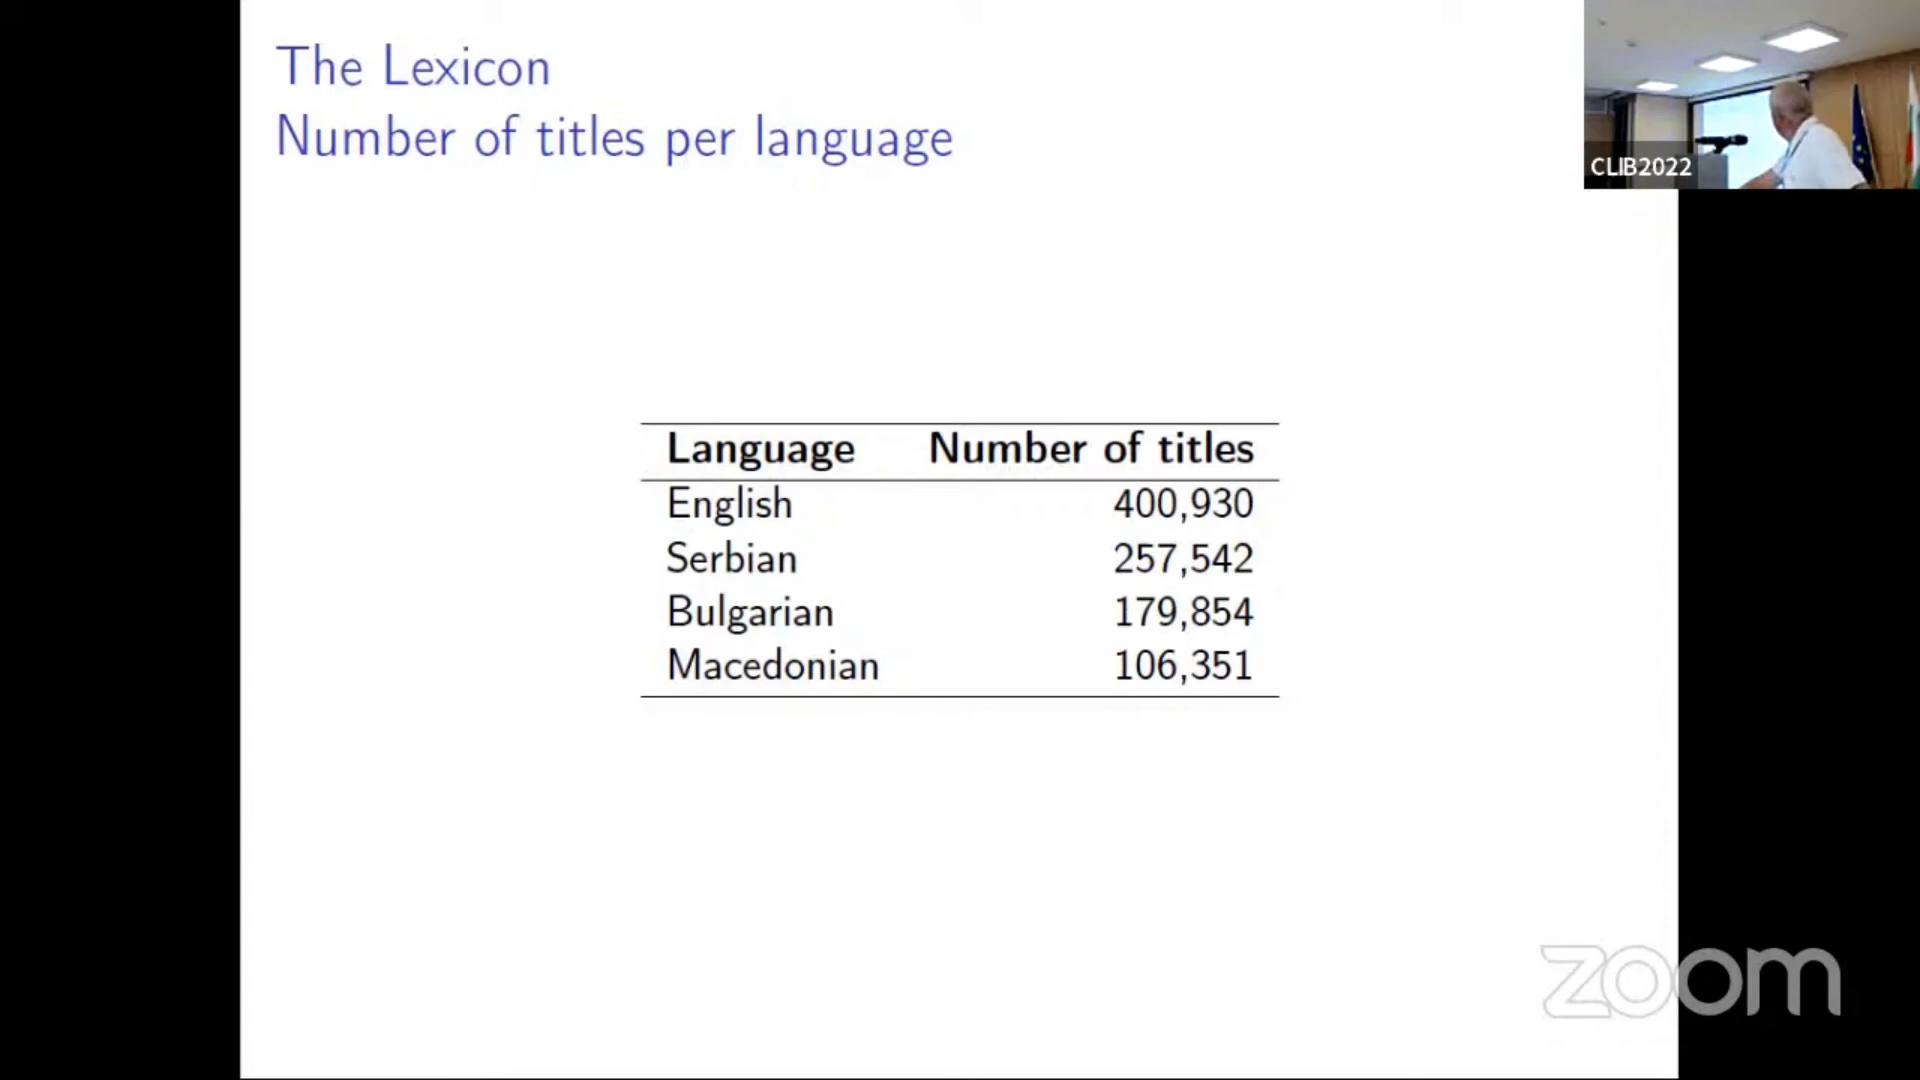 The Lexicon
Number of titles per language
CLIB2022
Language Number of titles
English 400,930
Serbian 257,542
Bulgarian 179,854
Macedonian 106,351
zoom